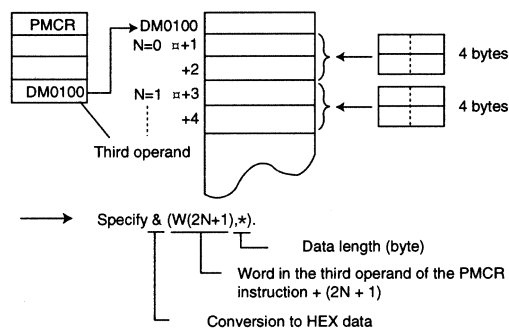 PMCR
DM0100
DM0100
N=0 ¤+1
+2
4 bytes
N=1 ¤+3
+4
4 bytes
Third operand
Specify & (W(2N+1),*).
Data length (byte)
Word in the third operand of the PMCR
instruction + (2N + 1)
Conversion to HEX data